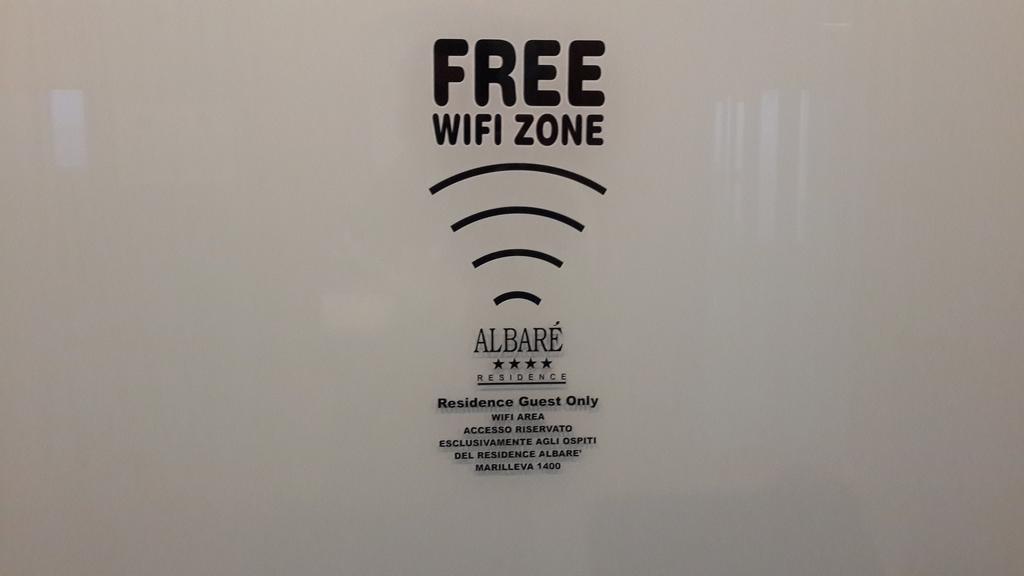 FREE
WIFI ZONE
ALBARÉ
★★★★
RESIDENCE
Residence Guest Only
WIFI AREA
ACCESSO RISERVATO
ESCLUSIVAMENTE AGLI OSPITI
DEL RESIDENCE ALBARE'
MARILLEVA 1400